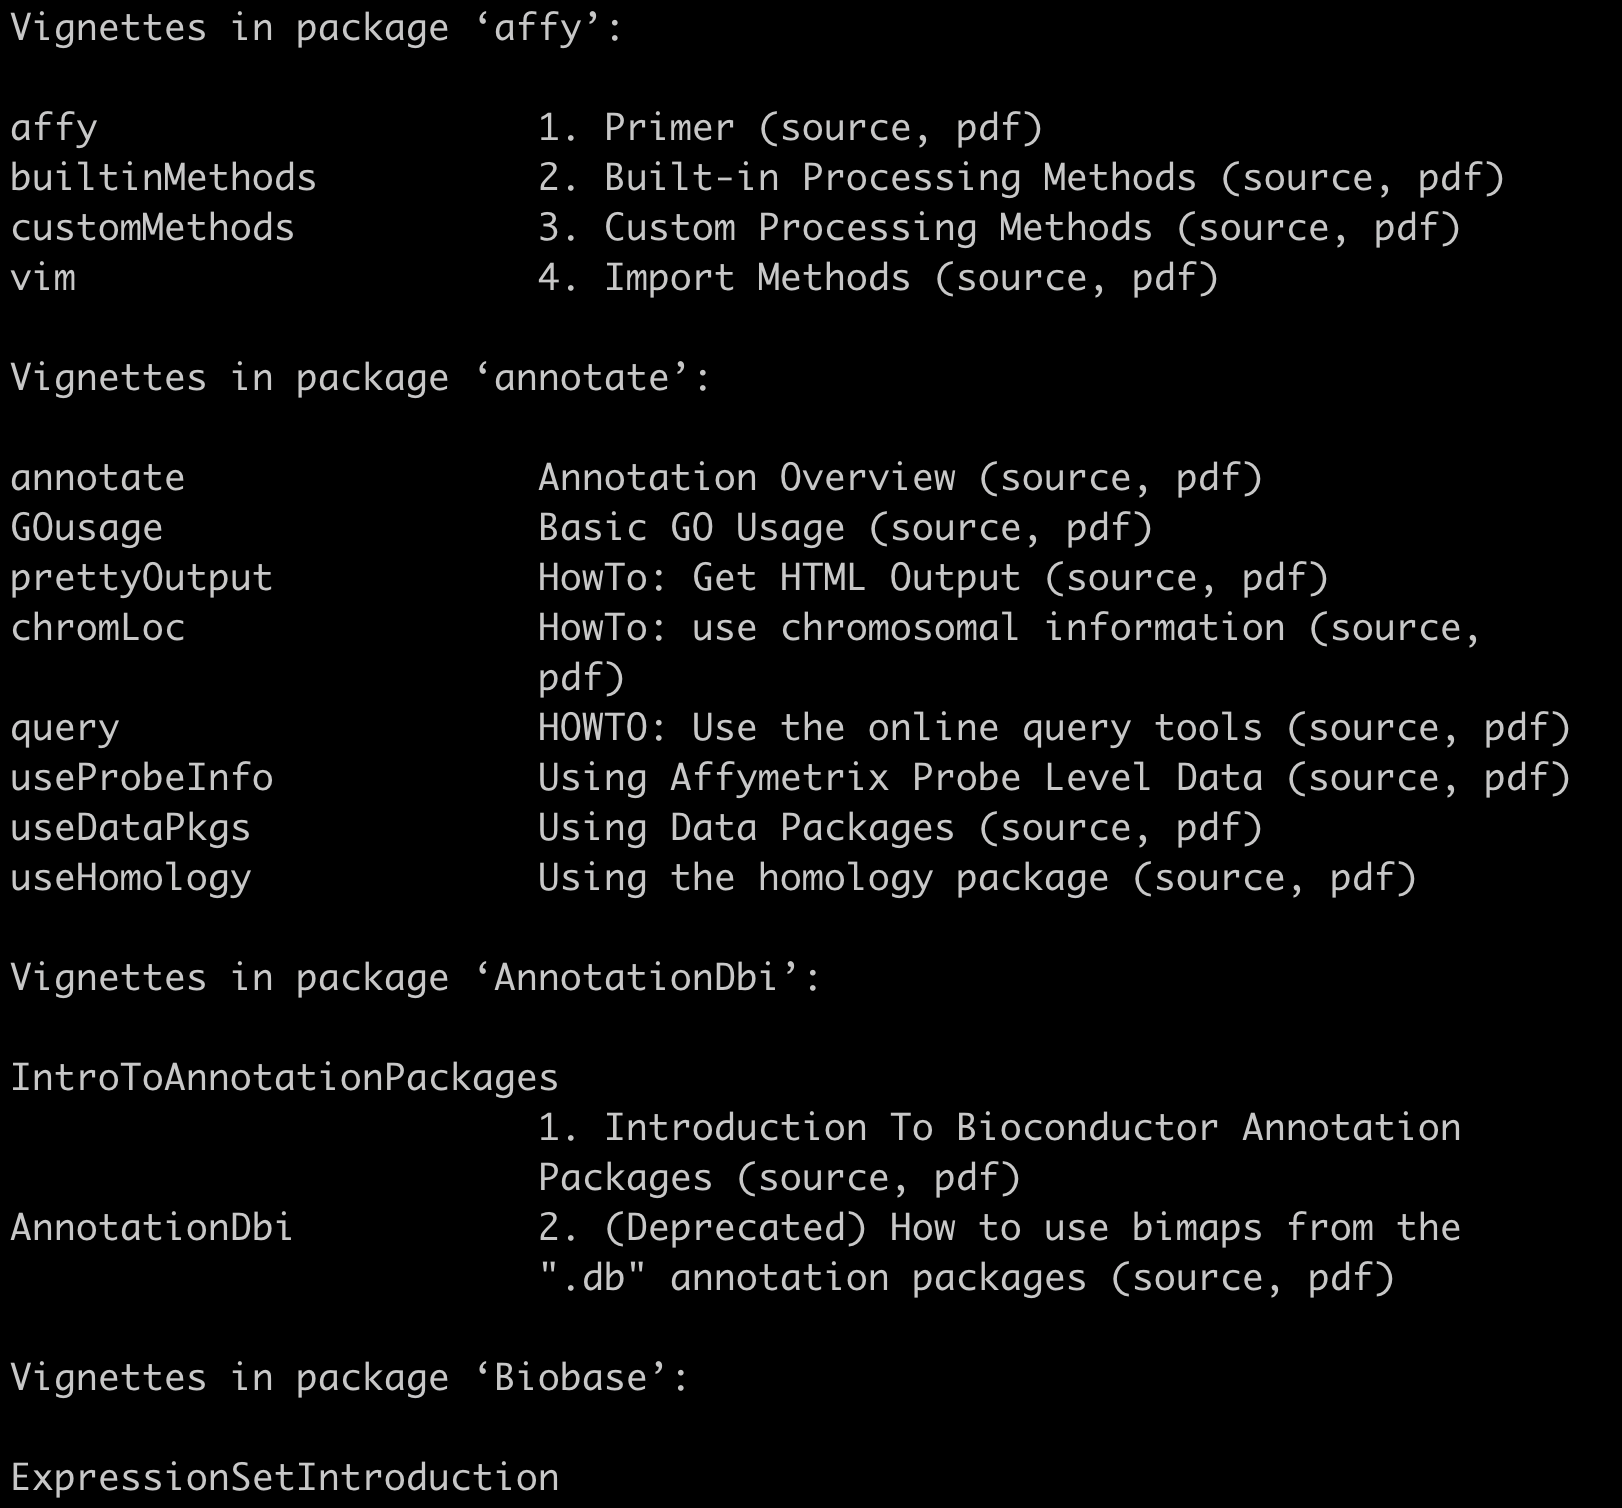 Vignettes in package ‘affy’:
affy 1. Primer (source, pdf)
builtinMethods 2. Built-in Processing Methods (source, pdf)
customMethods 3. Custom Processing Methods (source, pdf)
vim 4. Import Methods (source, pdf)
Vignettes in package ‘annotate’:
annotate Annotation Overview (source, pdf)
GOusage Basic GO Usage (source, pdf)
prettyOutput HowTo: Get HTML Output (source, pdf)
chromLoc HowTo: use chromosomal information (source,
pdf)
query HOWTO: Use the online query tools (source, pdf)
useProbeInfo Using Affymetrix Probe Level Data (source, pdf)
useDataPkgs Using Data Packages (source, pdf)
useHomology Using the homology package (source, pdf)
Vignettes in package ‘AnnotationDbi’:
IntroToAnnotationPackages
1. Introduction To Bioconductor Annotation
Packages (source, pdf)
AnnotationDbi 2. (Deprecated) How to use bimaps from the
".db" annotation packages (source, pdf)
Vignettes in package ‘Biobase’:
ExpressionSetIntroduction